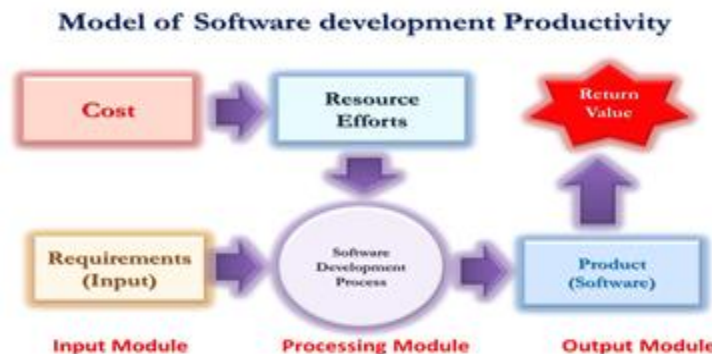 Model of Software development Productivity
Cost
Resource
Efforts
Return
Value
Requirements
(Input)
Software
Development
Process
Product
(Software)
Input Module
Processing Module
Output Module